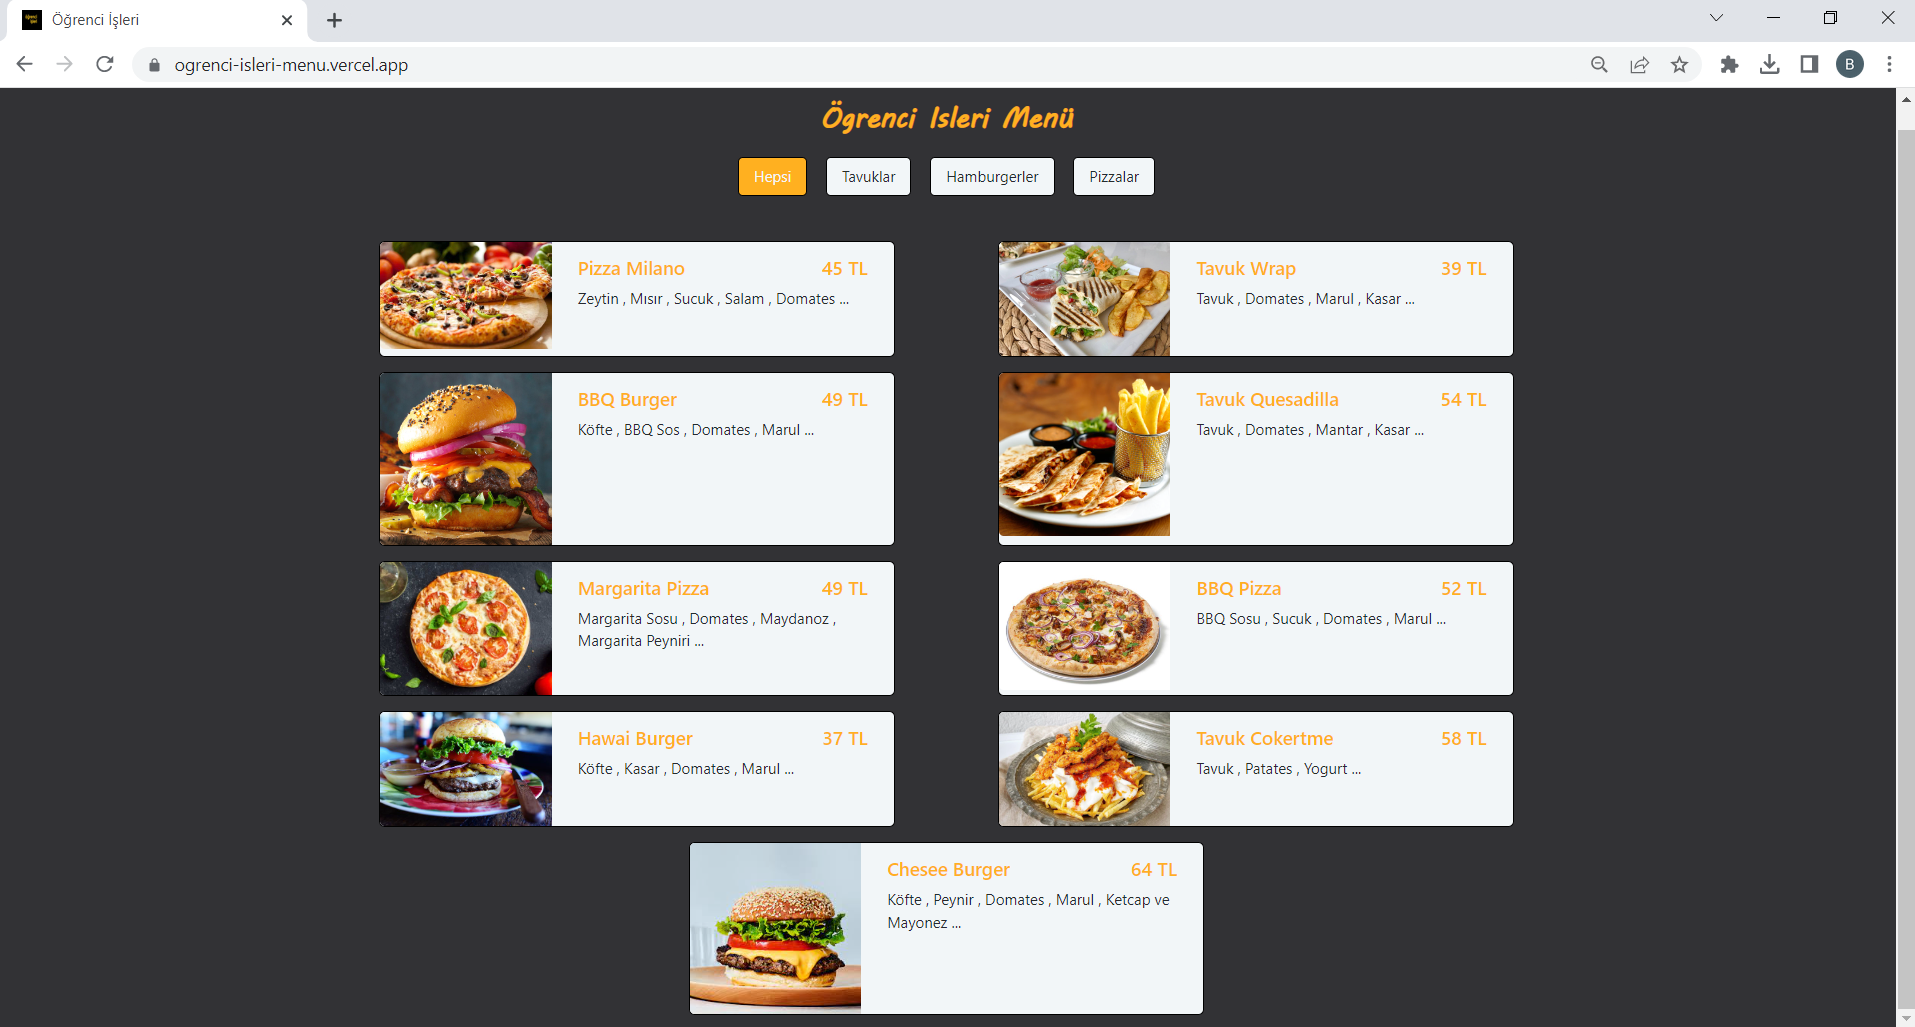 Öğrenci İşleri
ogrenci-isleri-menu.vercel.app
B
Ögrenci Isleri Menü
Hepsi
Tavuklar
Hamburgerler
Pizzalar
Pizza Milano
45 TL
Zeytin , Mısır , Sucuk , Salam , Domates ...
Tavuk Wrap
39 TL
Tavuk , Domates , Marul , Kasar ...
BBQ Burger
49 TL
Köfte , BBQ Sos , Domates , Marul ...
Tavuk Quesadilla
54 TL
Tavuk , Domates , Mantar , Kasar ...
Margarita Pizza
49 TL
Margarita Sosu , Domates , Maydanoz ,
Margarita Peyniri ...
BBQ Pizza
52 TL
BBQ Sosu , Sucuk , Domates , Marul ...
Hawai Burger
37 TL
Köfte , Kasar , Domates , Marul ...
Tavuk Cokertme
58 TL
Tavuk , Patates , Yogurt ...
Chesee Burger
64 TL
Köfte , Peynir , Domates , Marul , Ketcap ve
Mayonez ...